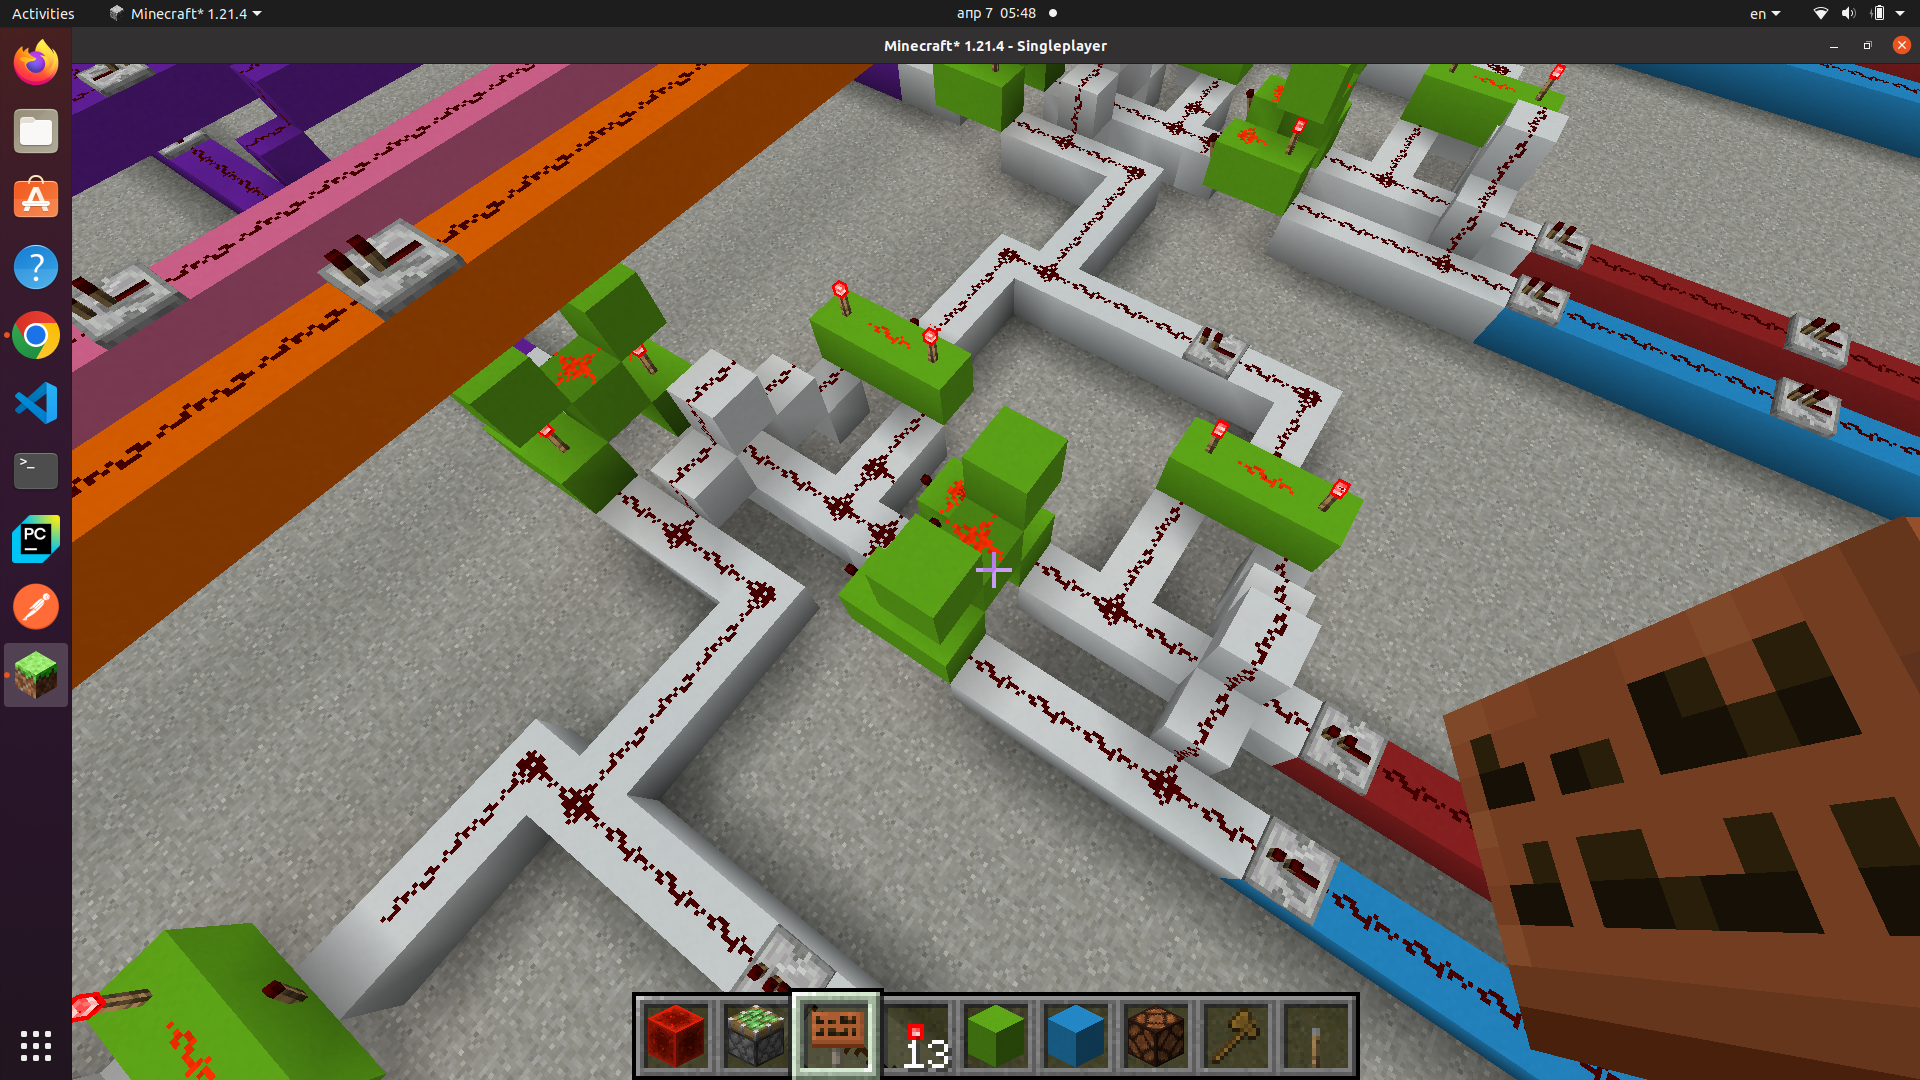 Activities
Minecraft* 1.21.4
апр 7 05:48
en
Minecraft* 1.21.4 - Singleplayer
?
>_
PC
13